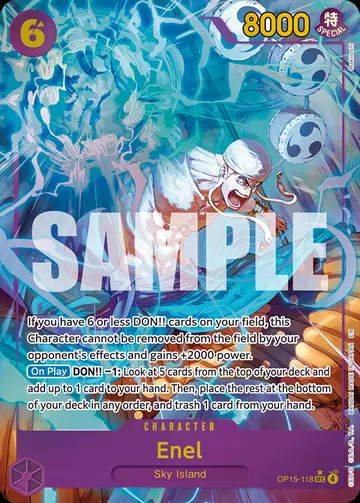 6
8000
特
SPECIAL
SAMPLE
If you have 6 or less DON!! cards on your field, this
Character cannot be removed from the field by your
opponent's effects and gains +2000 power.
On Play DON!! −1: Look at 5 cards from the top of your deck and
add up to 1 card to your hand. Then, place the rest at the bottom
of your deck in any order, and trash 1 card from your hand.
CHARACTER
Enel
Sky Island
OP15-118 SEC 4